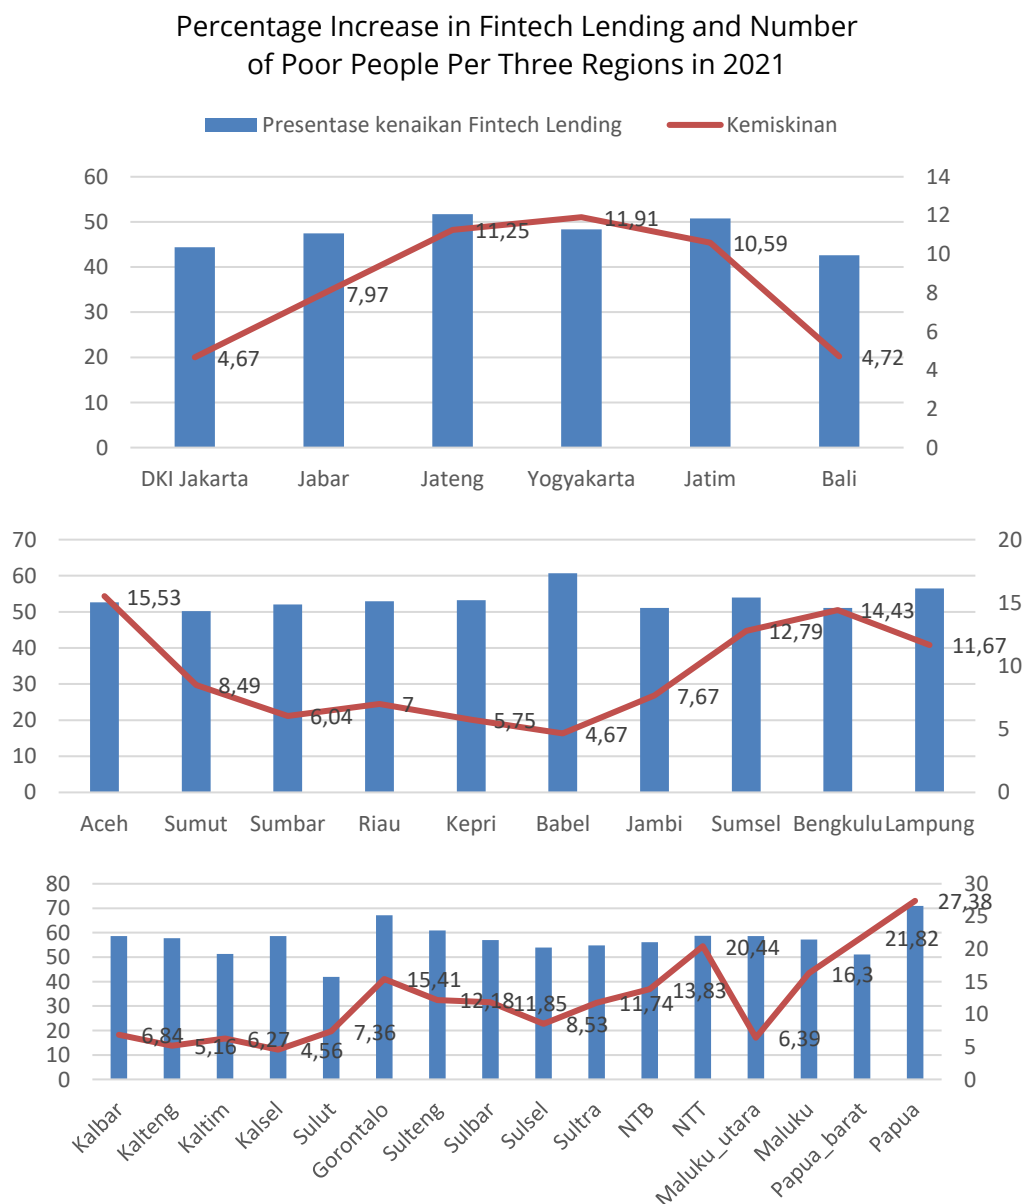 Percentage Increase in Fintech Lending and Number
of Poor People Per Three Regions in 2021
Presentase kenaikan Fintech Lending Kemiskinan
60 14
50 12
40 10
30 8
20 6
10 4
0 2
0
4,67 7,97 11,25 11,91 10,59 4,72
DKI Jakarta Jabar Jateng Yogyakarta Jatim Bali
70 20
60 15
50 10
40 5
30 0
20
10
0
15,53 8,49 6,04 7 5,75 4,67 7,67 12,79 14,43 11,67
Aceh Sumut Sumbar Riau Kepri Babel Jambi Sumsel Bengkulu Lampung
80 30
70 25
60 20
50 15
40 10
30 5
20 0
10
0
6,84 5,16 6,27 4,56 7,36 15,41 12,18 11,85 8,53 11,74 13,83 20,44 6,39 16,3 21,82 27,38
Kalbar Kalteng Kaltim Kalsel Sulut Gorontalo Sulteng Sulbar Sulsel Sultra NTB NTT Maluku_utara Maluku Papua_barat Papua